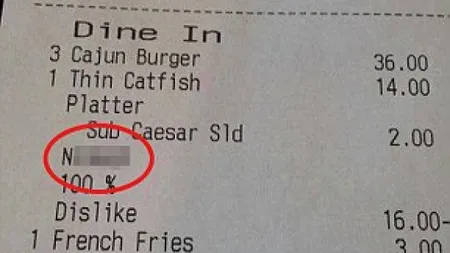 Dine In
3 Cajun Burger 36.00
1 Thin Catfish 14.00
Platter
Sub Caesar Sld 2.00
N
100 %
Dislike 16.00-
1 French Fries 3.00